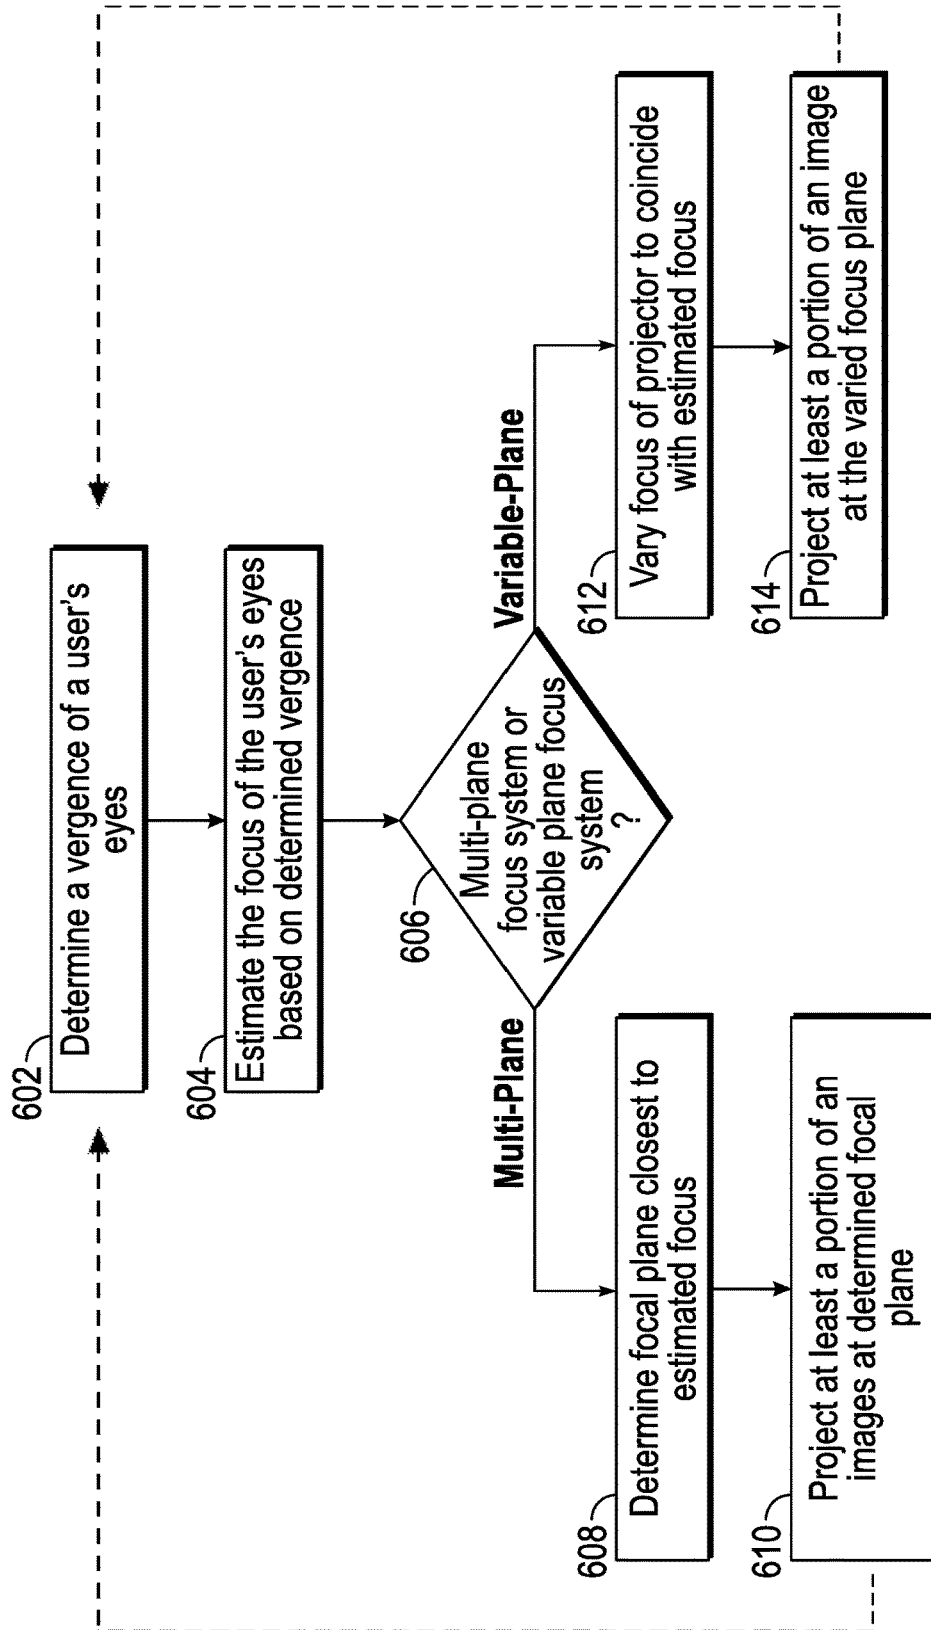 602
Determine a vergence of a user's
eyes
604
Estimate the focus of the user's eyes
based on determined vergence
606
Multi-plane
focus system or
variable plane focus
system
?
Multi-Plane
Variable-Plane
608
Determine focal plane closest to
estimated focus
610
Project at least a portion of an
images at determined focal
plane
612
Vary focus of projector to coincide
with estimated focus
614
Project at least a portion of an image
at the varied focus plane